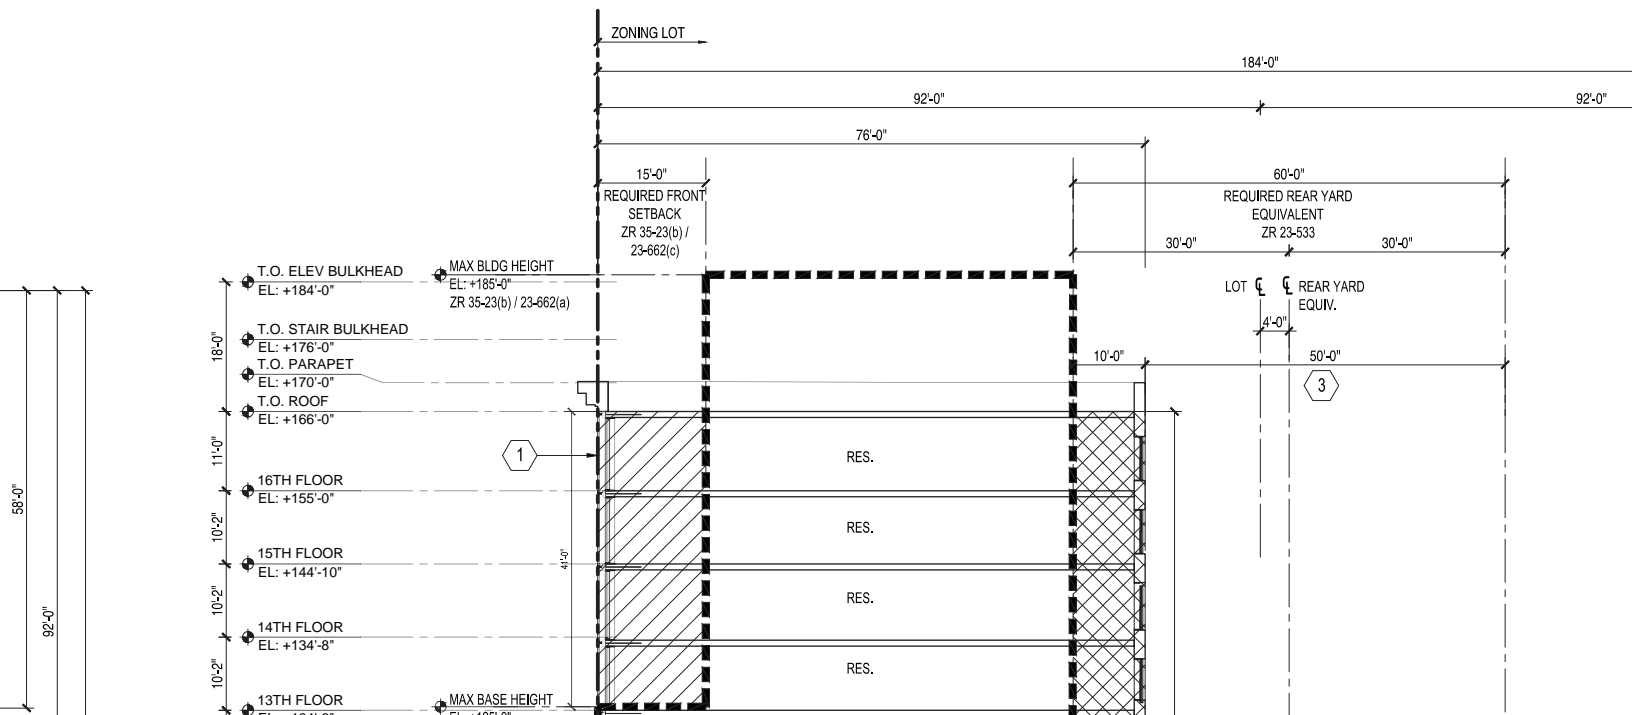 ZONING LOT
184'-0"
92'-0"
92'-0"
76'-0"
15'-0"
REQUIRED FRONT
SETBACK
ZR 35-23(b) /
23-662(c)
60'-0"
REQUIRED REAR YARD
EQUIVALENT
ZR 23-533
30'-0"
30'-0"
T.O. ELEV BULKHEAD
EL: +184'-0"
MAX BLDG HEIGHT
EL: +185'-0"
ZR 35-23(b) / 23-662(a)
LOT
REAR YARD
EQUIV.
4'-0"
T.O. STAIR BULKHEAD
EL: +176'-0"
18'-0"
T.O. PARAPET
EL: +170'-0"
10'-0"
50'-0"
3
T.O. ROOF
EL: +166'-0"
11'-0"
1
RES.
16TH FLOOR
EL: +155'-0"
58'-0"
10'-2"
RES.
15TH FLOOR
EL: +144'-10"
41'-0"
10'-2"
RES.
92'-0"
14TH FLOOR
EL: +134'-8"
10'-2"
RES.
13TH FLOOR
MAX BASE HEIGHT